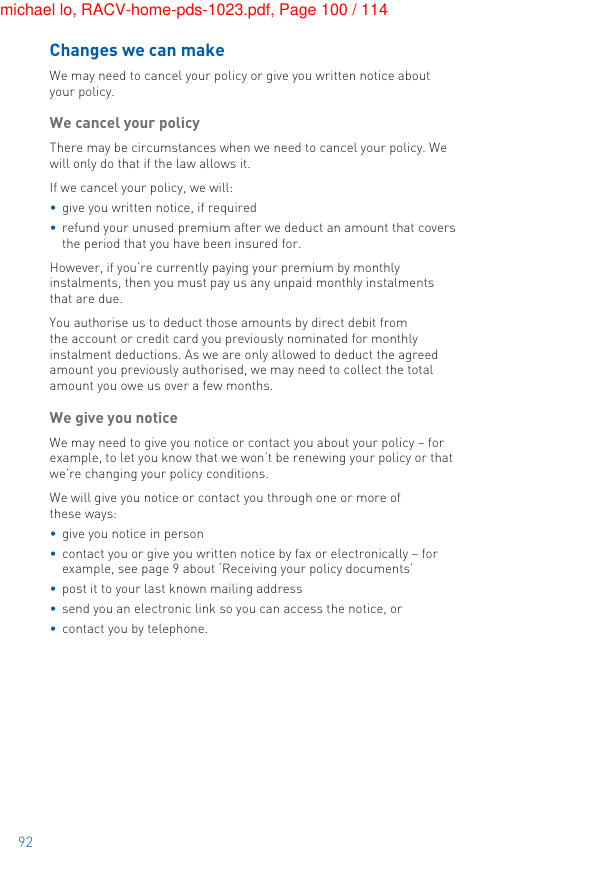 michael lo, RACV-home-pds-1023.pdf, Page 100 / 114
Changes we can make
We may need to cancel your policy or give you written notice about
your policy.
We cancel your policy
There may be circumstances when we need to cancel your policy. We
will only do that if the law allows it.
If we cancel your policy, we will:
• give you written notice, if required
• refund your unused premium after we deduct an amount that covers
the period that you have been insured for.
However, if you're currently paying your premium by monthly
instalments, then you must pay us any unpaid monthly instalments
that are due.
You authorise us to deduct those amounts by direct debit from
the account or credit card you previously nominated for monthly
instalment deductions. As we are only allowed to deduct the agreed
amount you previously authorised, we may need to collect the total
amount you owe us over a few months.
We give you notice
We may need to give you notice or contact you about your policy – for
example, to let you know that we won't be renewing your policy or that
we're changing your policy conditions.
We will give you notice or contact you through one or more of
these ways:
• give you notice in person
• contact you or give you written notice by fax or electronically – for
example, see page 9 about 'Receiving your policy documents'
• post it to your last known mailing address
• send you an electronic link so you can access the notice, or
• contact you by telephone.
92